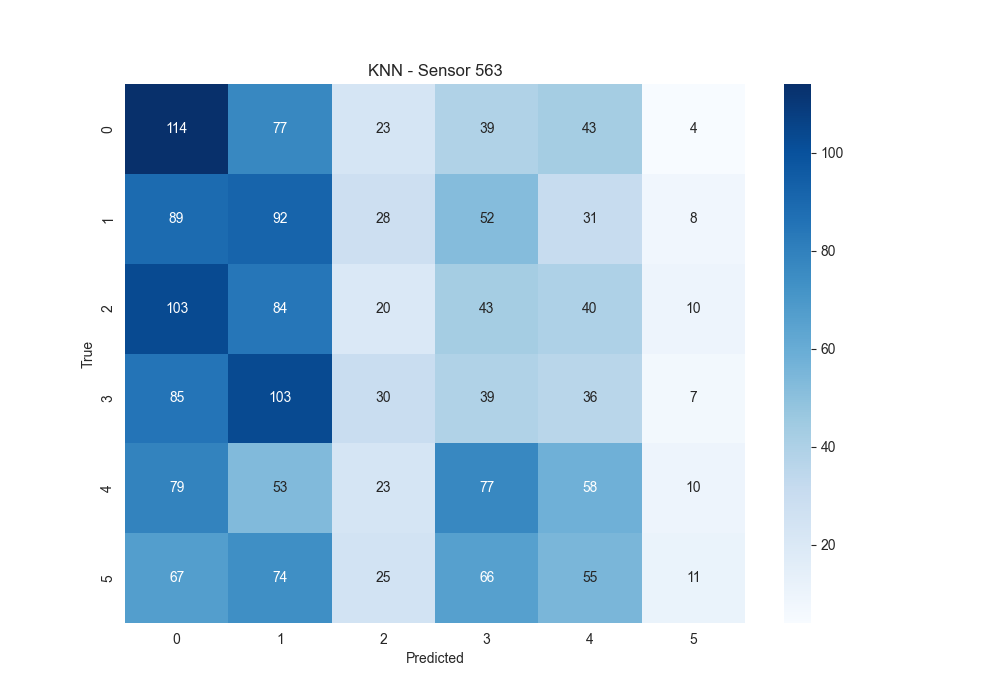 KNN - Sensor 563
0 114 77 23 39 43 4
1 89 92 28 52 31 8
2 103 84 20 43 40 10
3 85 103 30 39 36 7
4 79 53 23 77 58 10
5 67 74 25 66 55 11
0 1 2 3 4 5
Predicted
True
100
80
60
40
20